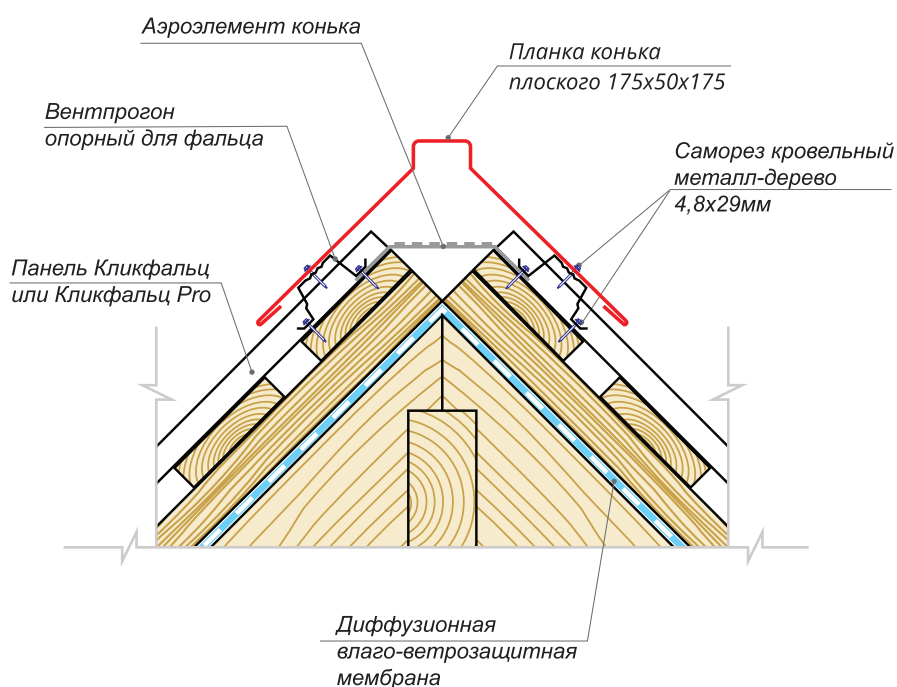 Аэроэлемент конька
Планка конька
плоского 175х50х175
Вентпрогон
опорный для фальца
Саморез кровельный
металл-дерево
4,8х29мм
Панель Кликфальц
или Кликфальц Pro
Диффузионная
влаго-ветрозащитная
мембрана